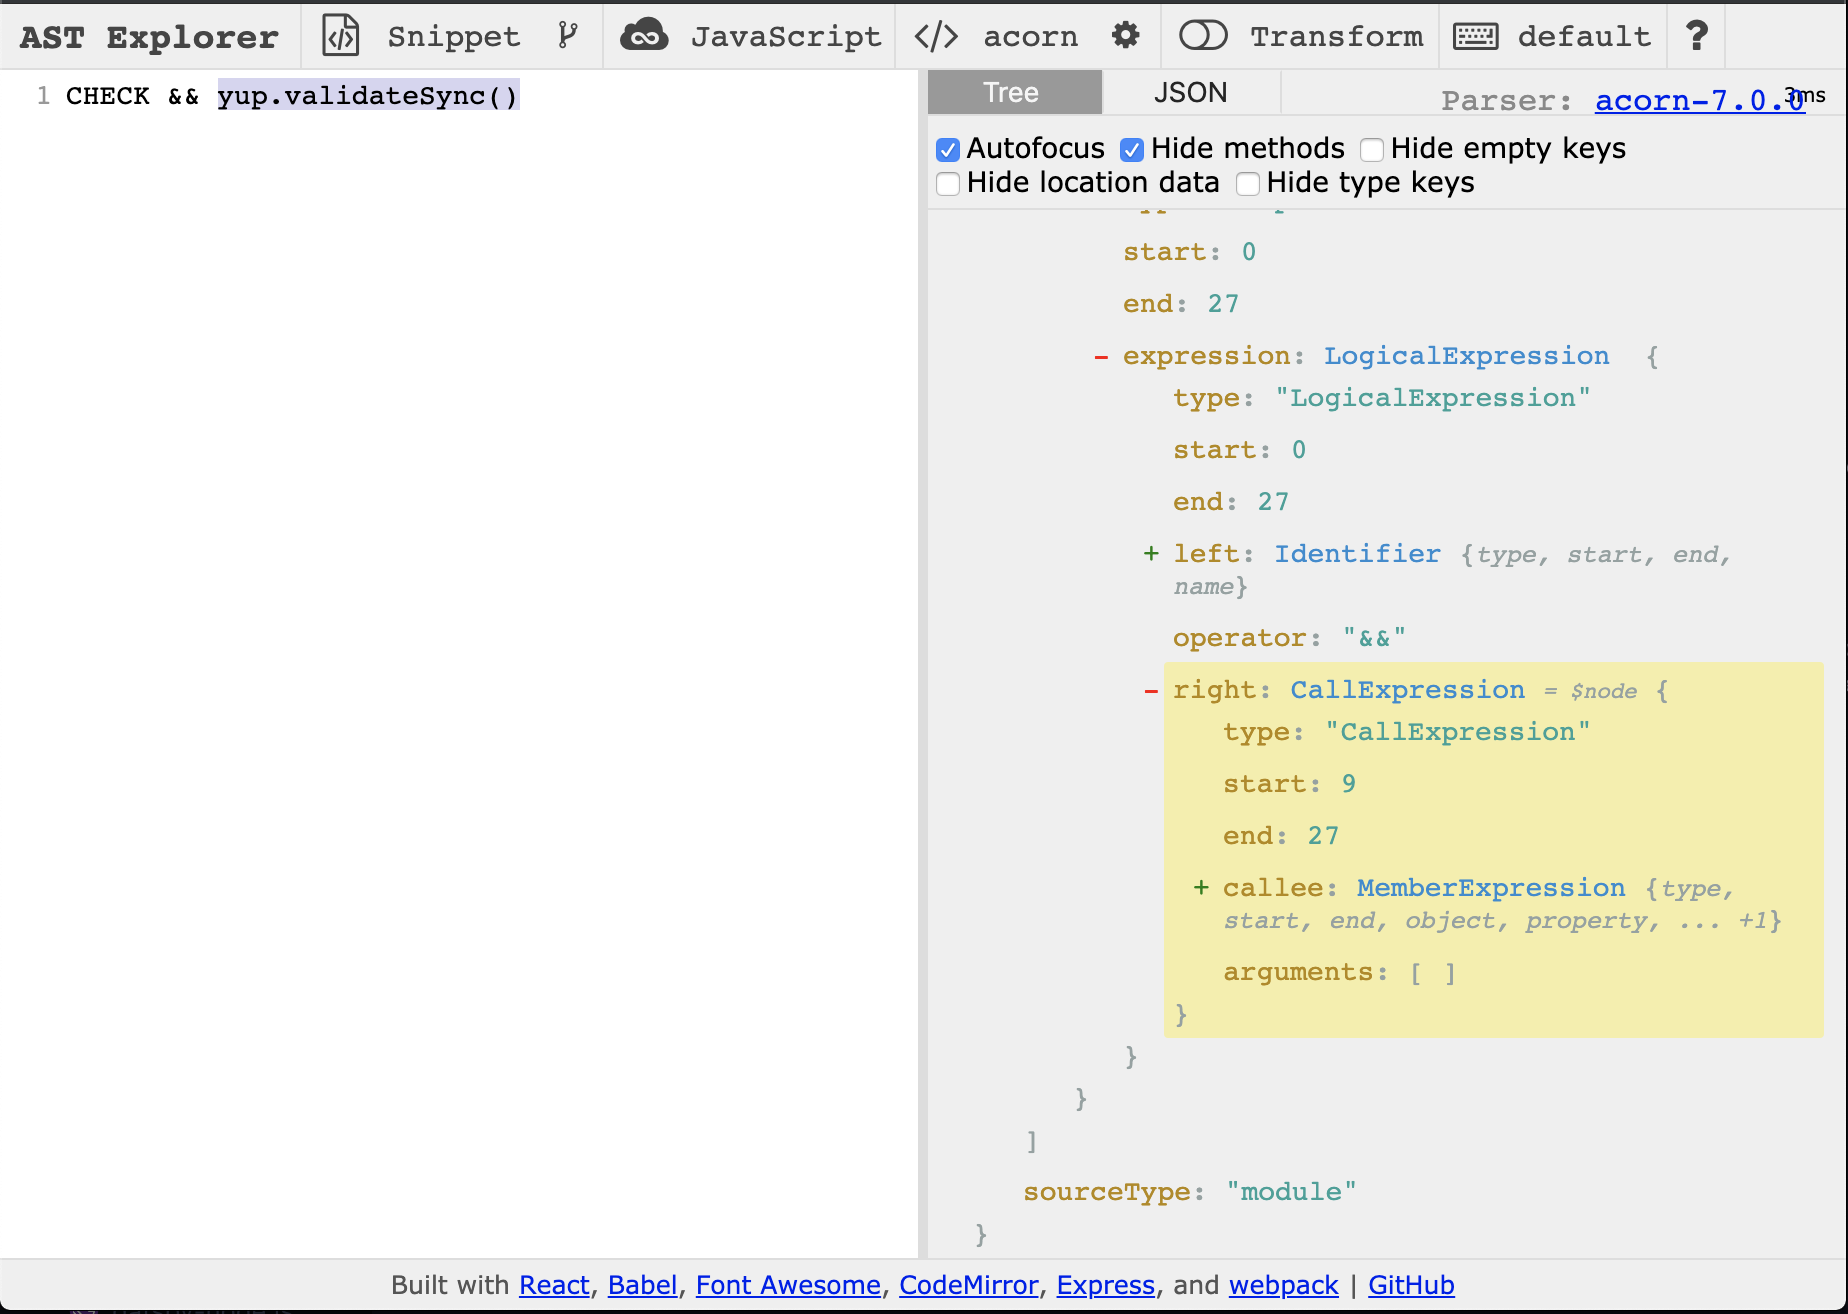 AST Explorer Snippet JavaScript </> acorn Transform default ?
1 CHECK && yup.validateSync()
Tree JSON Parser: acorn-7.0.0 3ms
Autofocus Hide methods Hide empty keys
Hide location data Hide type keys
start: 0
end: 27
- expression: LogicalExpression {
type: "LogicalExpression"
start: 0
end: 27
+ left: Identifier {type, start, end,
name}
operator: "&&"
- right: CallExpression = $node {
type: "CallExpression"
start: 9
end: 27
+ callee: MemberExpression {type,
start, end, object, property, ... +1}
arguments: [ ]
}
}
}
]
sourceType: "module"
}
Built with React, Babel, Font Awesome, CodeMirror, Express, and webpack | GitHub